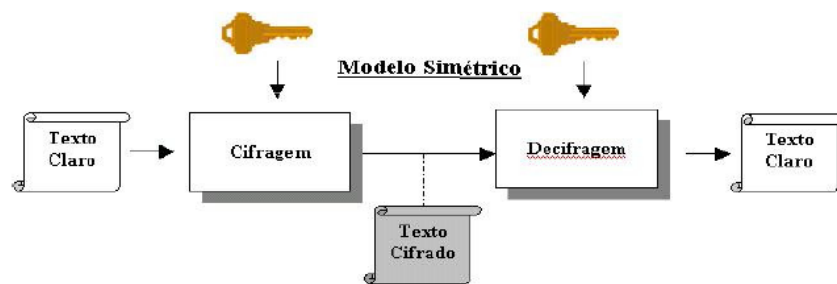 Modelo Simétrico
Texto
Claro
Cifragem
Decifragem
Texto
Claro
Texto
Cifrado